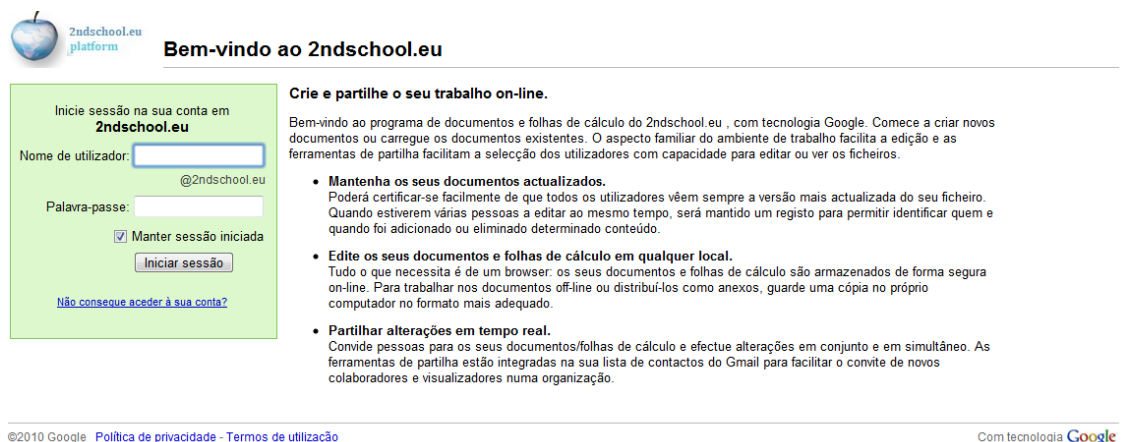 2ndschool.eu
platform
Bem-vindo ao 2ndschool.eu
Inicie sessão na sua conta em
2ndschool.eu
Nome de utilizador:
@2ndschool.eu
Palavra-passe:
Manter sessão iniciada
Iniciar sessão
Não consegue aceder à sua conta?
Crie e partilhe o seu trabalho on-line.
Bem-vindo ao programa de documentos e folhas de cálculo do 2ndschool.eu , com tecnologia Google. Comece a criar novos
documentos ou carregue os documentos existentes. O aspecto familiar do ambiente de trabalho facilita a edição e as
ferramentas de partilha facilitam a selecção dos utilizadores com capacidade para editar ou ver os ficheiros.
• Mantenha os seus documentos actualizados.
Poderá certificar-se facilmente de que todos os utilizadores vêem sempre a versão mais actualizada do seu ficheiro.
Quando estiverem várias pessoas a editar ao mesmo tempo, será mantido um registo para permitir identificar quem e
quando foi adicionado ou eliminado determinado conteúdo.
• Edite os seus documentos e folhas de cálculo em qualquer local.
Tudo o que necessita é de um browser: os seus documentos e folhas de cálculo são armazenados de forma segura
on-line. Para trabalhar nos documentos off-line ou distribuí-los como anexos, guarde uma cópia no próprio
computador no formato mais adequado.
• Partilhar alterações em tempo real.
Convide pessoas para os seus documentos/folhas de cálculo e efectue alterações em conjunto e em simultâneo. As
ferramentas de partilha estão integradas na sua lista de contactos do Gmail para facilitar o convite de novos
colaboradores e visualizadores numa organização.
©2010 Google Política de privacidade - Termos de utilização
Com tecnologia Google